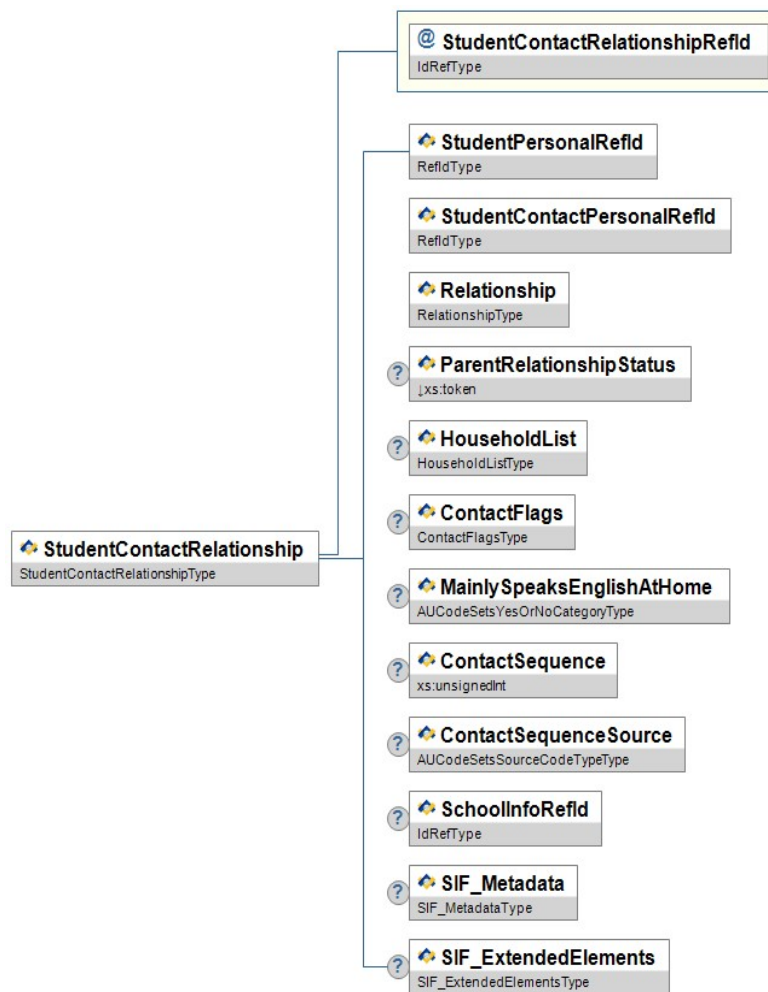 @ StudentContactRelationshipRefId
IdRefType
StudentPersonalRefId
RefIdType
StudentContactPersonalRefId
RefIdType
Relationship
RelationshipType
? ParentRelationshipStatus
↓xs:token
? HouseholdList
HouseholdListType
? ContactFlags
ContactFlagsType
StudentContactRelationship
StudentContactRelationshipType
? MainlySpeaksEnglishAtHome
AUCodeSetsYesOrNoCategoryType
? ContactSequence
xs:unsignedInt
? ContactSequenceSource
AUCodeSetsSourceCodeTypeType
? SchoolInfoRefId
IdRefType
? SIF_Metadata
SIF_MetadataType
? SIF_ExtendedElements
SIF_ExtendedElementsType